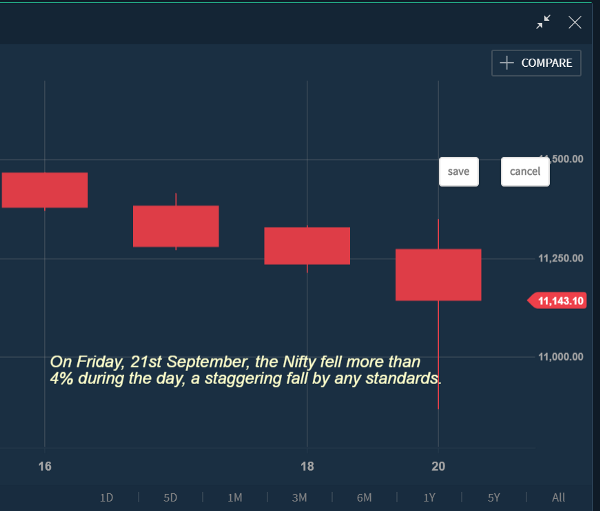 COMPARE
11,500.00
save
cancel
11,250.00
11,143.10
On Friday, 21st September, the Nifty fell more than
11,000.00
4% during the day, a staggering fall by any standards.
16 18 20
1D 5D 1M 3M 6M 1Y 5Y All